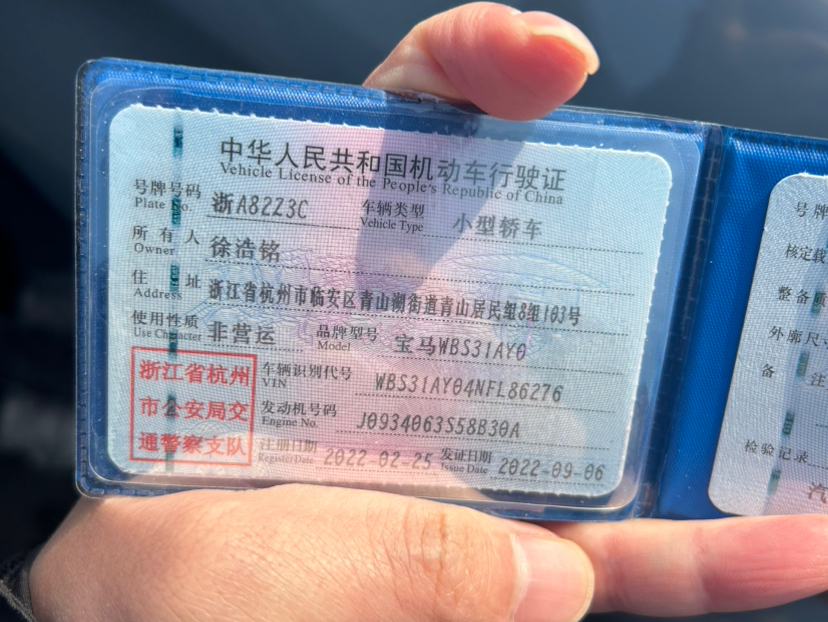 中华人民共和国机动车行驶证
Vehicle License of the People's Republic of China
号牌号码 浙A8ZZ3C 车辆类型 小型轿车
Plate No. Vehicle Type
所有人 徐浩铭
Owner
住址 浙江省杭州市临安区青山湖街道青山居民组8组103号
Address
使用性质 非营运 品牌型号 宝马WBS31AY0
Use Character Model
浙江省杭州
市公安局交
通警察支队
车辆识别代号 WBS31AY04NFL86276
VIN
发动机号码 J0934063S58B30A
Engine No.
注册日期 2022-02-25 发证日期 2022-09-06
Register Date Issue Date
号牌
核定载
整备质
外廓尺
备 注
检验记录
汽